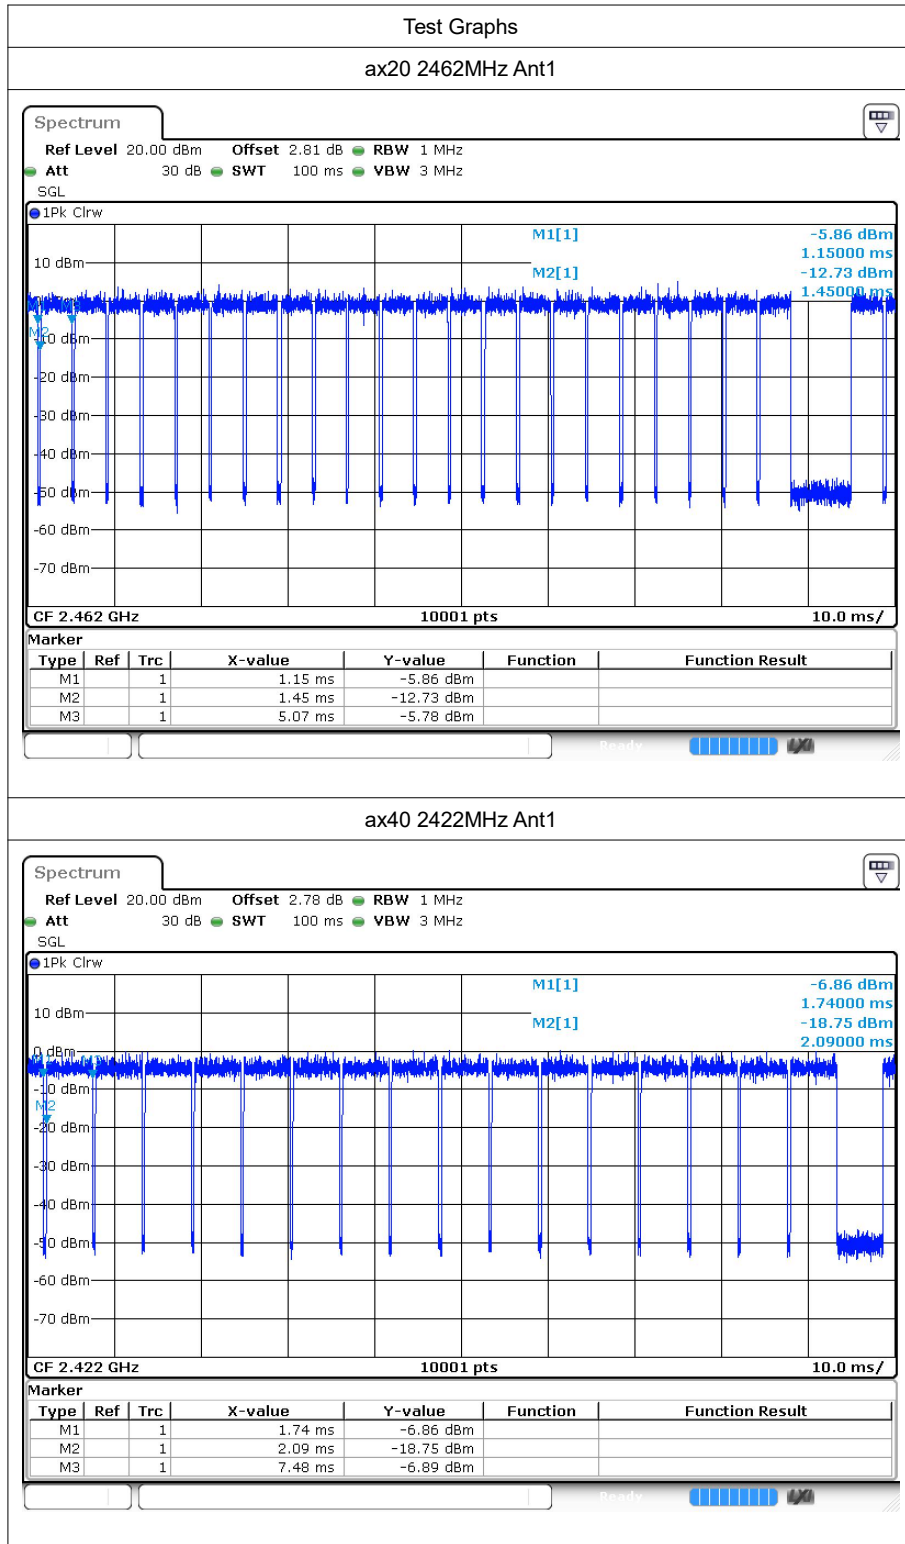 Test Graphs
ax20 2462MHz Ant1
Spectrum
Ref Level 20.00 dBm Offset 2.81 dB RBW 1 MHz
Att 30 dB SWT 100 ms VBW 3 MHz
SGL
1Pk Clrw
M1[1] -5.86 dBm
1.15000 ms
10 dBm
M2[1] -12.73 dBm
1.45000 ms
M2
-10 dBm
-20 dBm
-30 dBm
-40 dBm
-50 dBm
-60 dBm
-70 dBm
CF 2.462 GHz 10001 pts 10.0 ms/
Marker
Type Ref Trc X-value Y-value Function Function Result
M1 1 1.15 ms -5.86 dBm
M2 1 1.45 ms -12.73 dBm
M3 1 5.07 ms -5.78 dBm
Ready LXI
ax40 2422MHz Ant1
Spectrum
Ref Level 20.00 dBm Offset 2.78 dB RBW 1 MHz
Att 30 dB SWT 100 ms VBW 3 MHz
SGL
1Pk Clrw
M1[1] -6.86 dBm
1.74000 ms
10 dBm
M2[1] -18.75 dBm
2.09000 ms
0 dBm
-10 dBm
M2
-20 dBm
-30 dBm
-40 dBm
-50 dBm
-60 dBm
-70 dBm
CF 2.422 GHz 10001 pts 10.0 ms/
Marker
Type Ref Trc X-value Y-value Function Function Result
M1 1 1.74 ms -6.86 dBm
M2 1 2.09 ms -18.75 dBm
M3 1 7.48 ms -6.89 dBm
Ready LXI